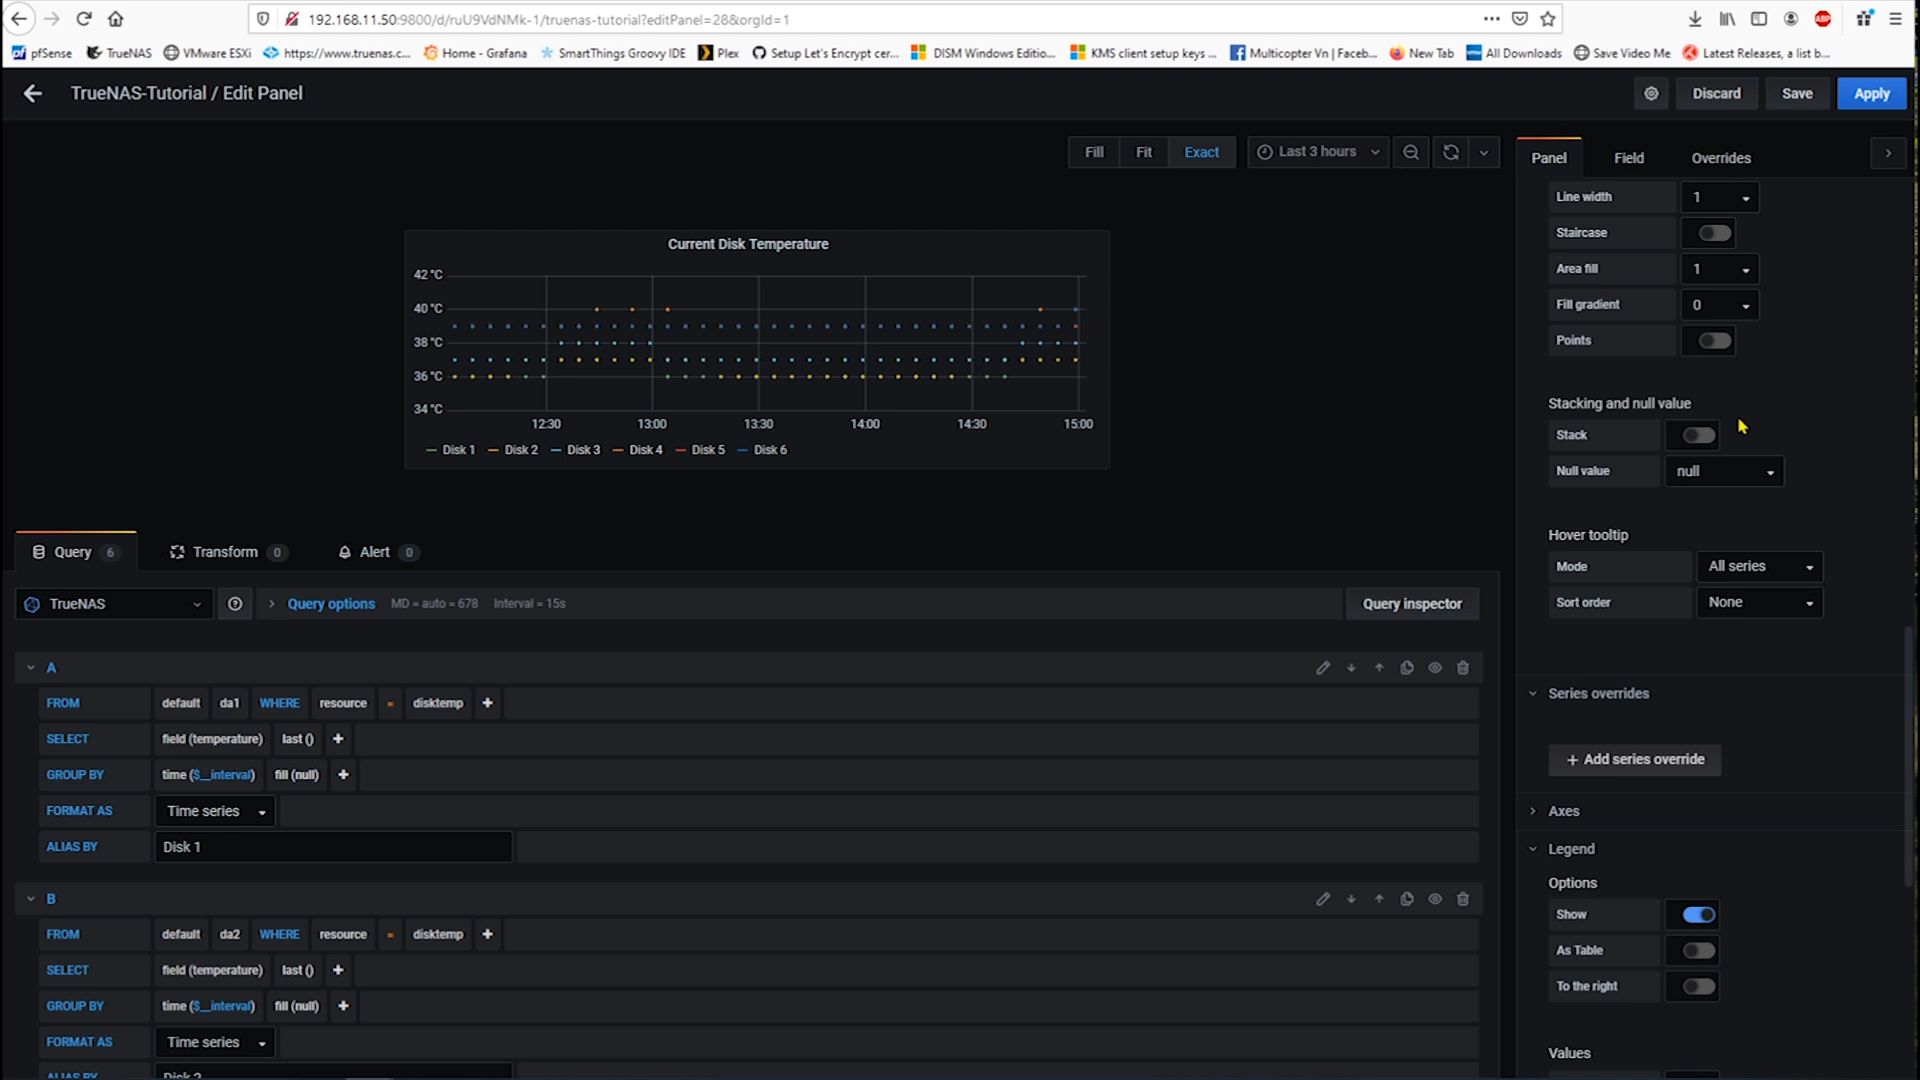 192.168.11.50:9800/d/ruU9VdNMk-1/truenas-tutorial?editPanel=28&orgId=1
pfSense TrueNAS VMware ESXi https://www.truenas.c... Home - Grafana SmartThings Groovy IDE Plex Setup Let's Encrypt cer... DISM Windows Editio... KMS client setup keys ... Multicopter Vn | Faceb... New Tab All Downloads Save Video Me Latest Releases, a list b...
TrueNAS-Tutorial / Edit Panel
Discard Save Apply
Fill Fit Exact Last 3 hours
Panel Field Overrides
Line width 1
Staircase
Area fill 1
Fill gradient 0
Points
Stacking and null value
Stack
Null value null
Hover tooltip
Mode All series
Sort order None
Series overrides
+ Add series override
Axes
Legend
Options
Show
As Table
To the right
Values
Current Disk Temperature
42 °C
40 °C
38 °C
36 °C
34 °C
12:30 13:00 13:30 14:00 14:30 15:00
Disk 1 Disk 2 Disk 3 Disk 4 Disk 5 Disk 6
Query 6 Transform 0 Alert 0
TrueNAS Query options MD = auto = 678 Interval = 15s Query inspector
A
FROM default da1 WHERE resource = disktemp +
SELECT field (temperature) last () +
GROUP BY time ($__interval) fill (null) +
FORMAT AS Time series
ALIAS BY Disk 1
B
FROM default da2 WHERE resource = disktemp +
SELECT field (temperature) last () +
GROUP BY time ($__interval) fill (null) +
FORMAT AS Time series
ALIAS BY Disk 2